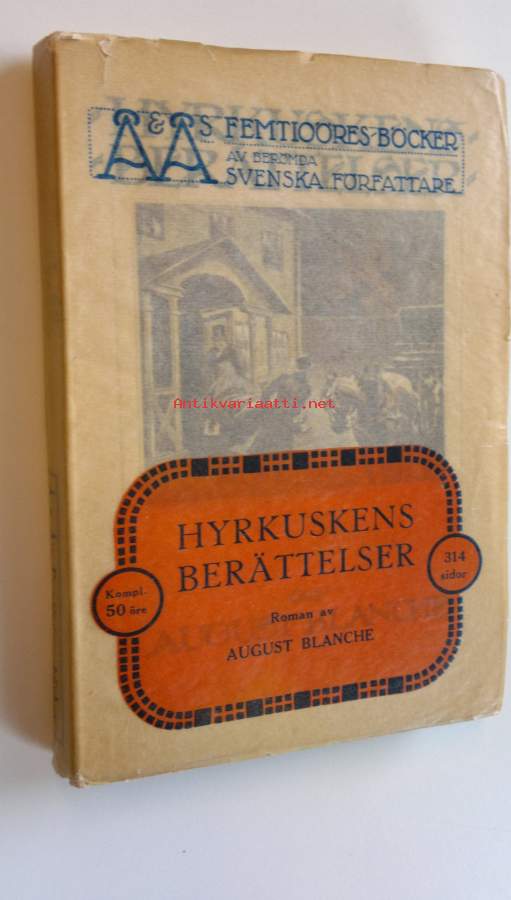 A & A:S FEMTIOÖRES-BÖCKER
AV BERÖMDA
SVENSKA FÖRFATTARE
Antikvariaatti.net
HYRKUSKENS
BERÄTTELSER
Kompl.
50 öre
314
sidor
Roman av
AUGUST BLANCHE